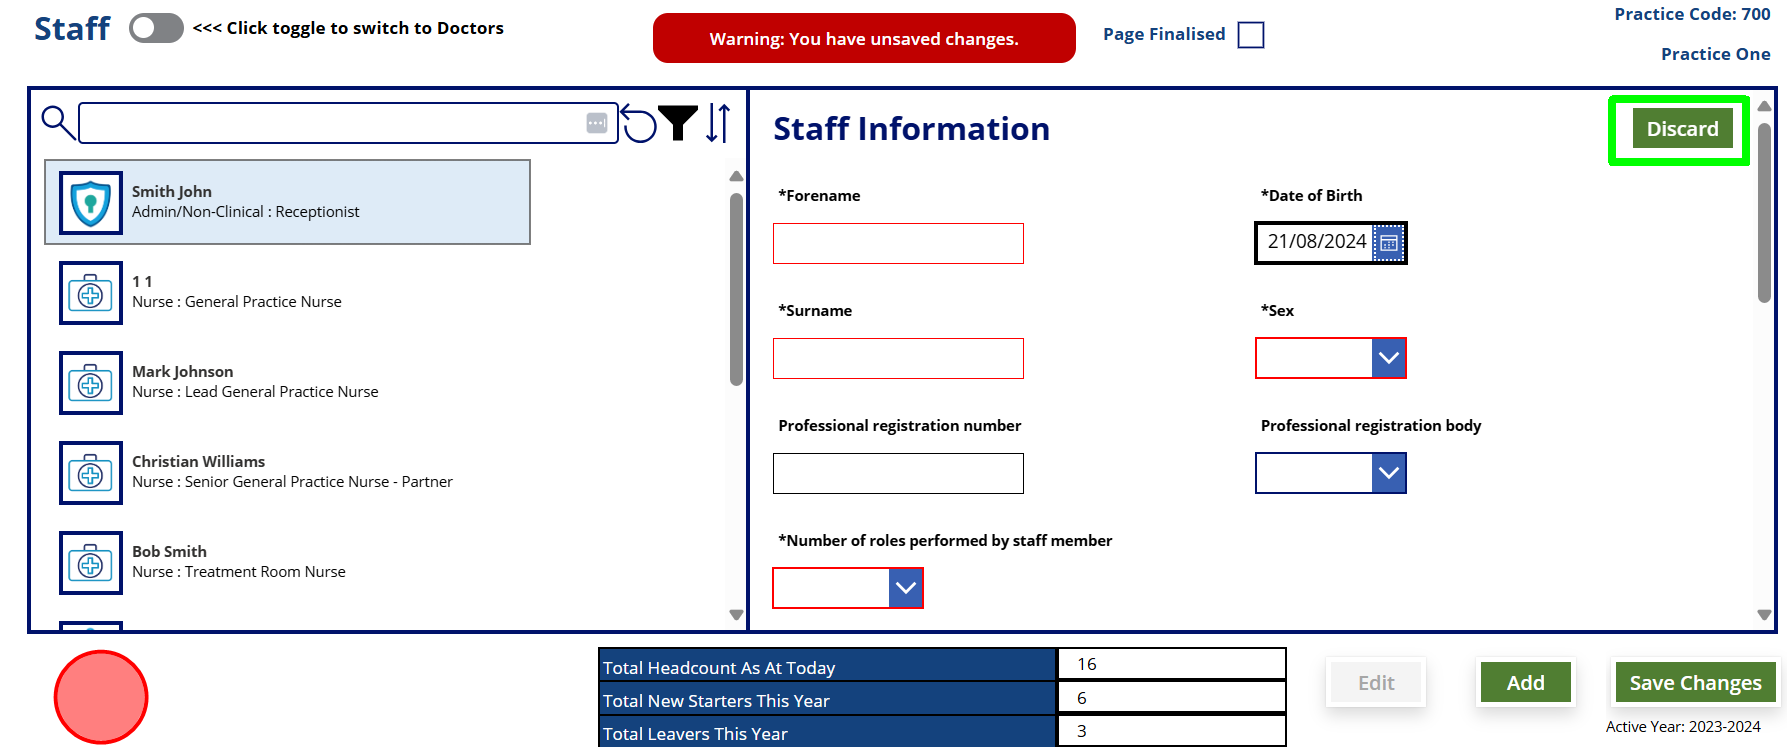 Staff
<<< Click toggle to switch to Doctors
Warning: You have unsaved changes.
Page Finalised
Practice Code: 700
Practice One
Smith John
Admin/Non-Clinical : Receptionist
1 1
Nurse : General Practice Nurse
Mark Johnson
Nurse : Lead General Practice Nurse
Christian Williams
Nurse : Senior General Practice Nurse - Partner
Bob Smith
Nurse : Treatment Room Nurse
Staff Information
Discard
*Forename
*Date of Birth
21/08/2024
*Surname
*Sex
Professional registration number
Professional registration body
*Number of roles performed by staff member
Total Headcount As At Today 16
Total New Starters This Year 6
Total Leavers This Year 3
Edit
Add
Save Changes
Active Year: 2023-2024